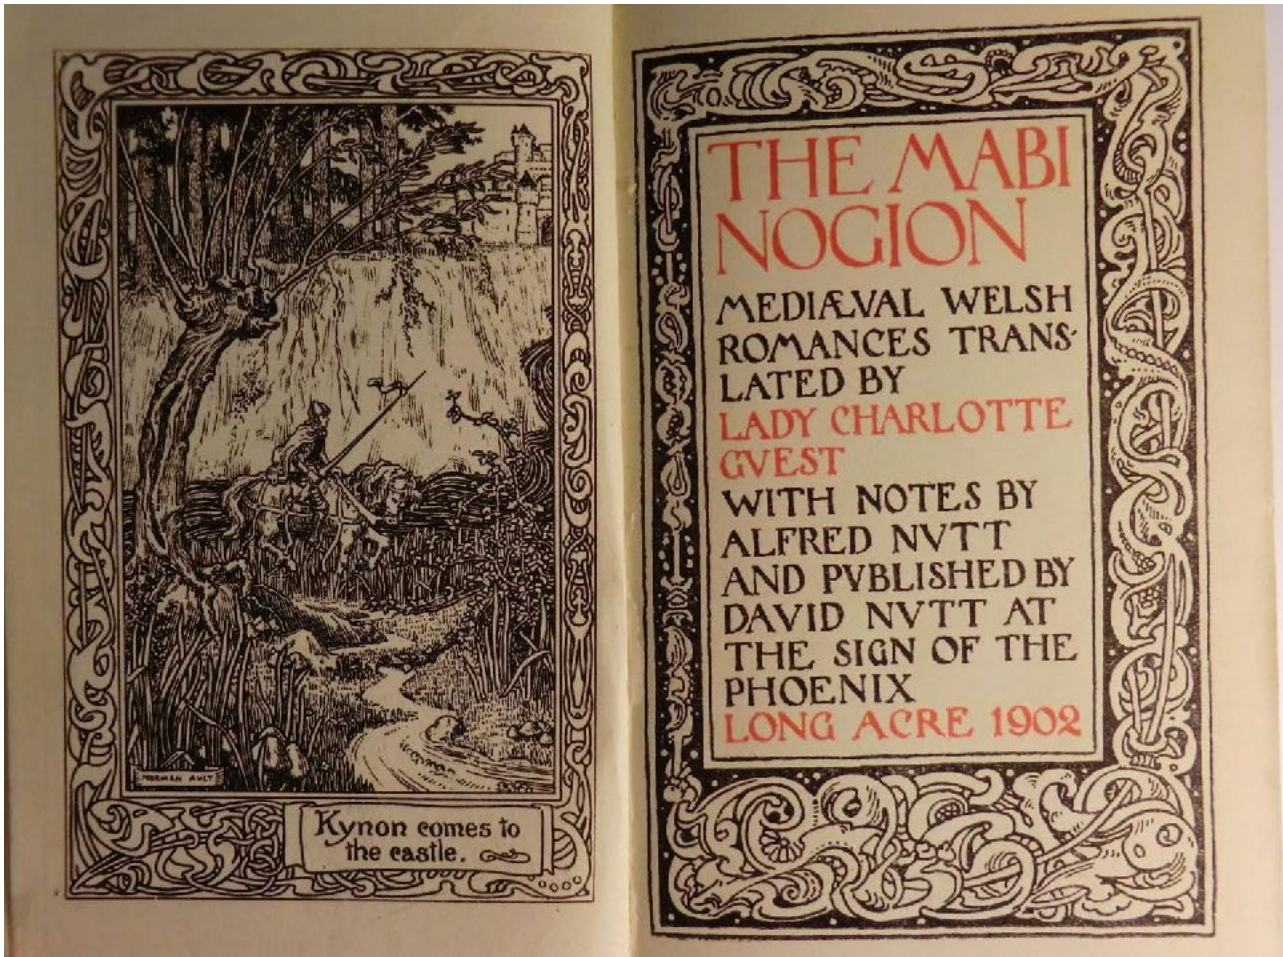 NORMAN AVLT
Kynon comes to
the castle.
THE MABI
NOGION
MEDIÆVAL WELSH
ROMANCES TRANS-
LATED BY
LADY CHARLOTTE
GVEST
WITH NOTES BY
ALFRED NVTT
AND PVBLISHED BY
DAVID NVTT AT
THE SIGN OF THE
PHOENIX
LONG ACRE 1902